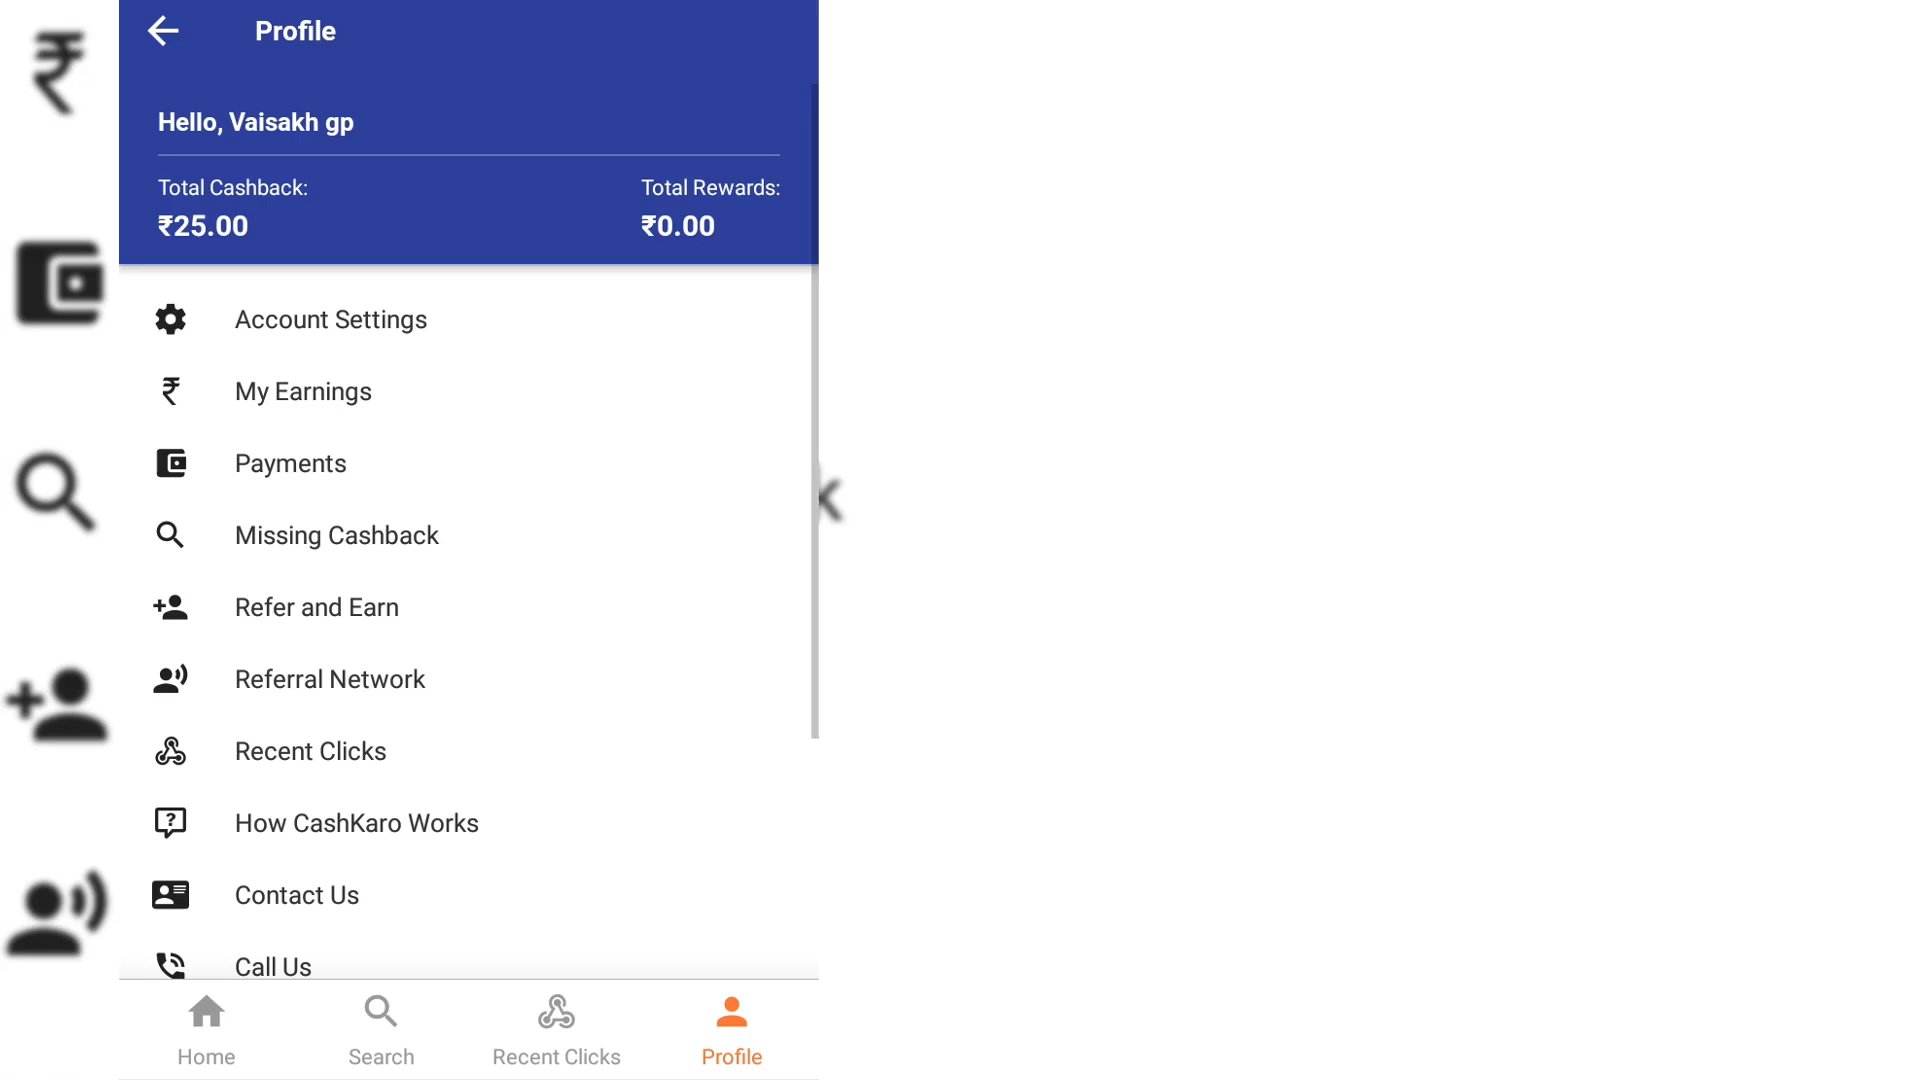 Profile
Hello, Vaisakh gp
Total Cashback: Total Rewards:
₹25.00 ₹0.00
Account Settings
My Earnings
Payments
Missing Cashback
Refer and Earn
Referral Network
Recent Clicks
How CashKaro Works
Contact Us
Call Us
Home Search Recent Clicks Profile